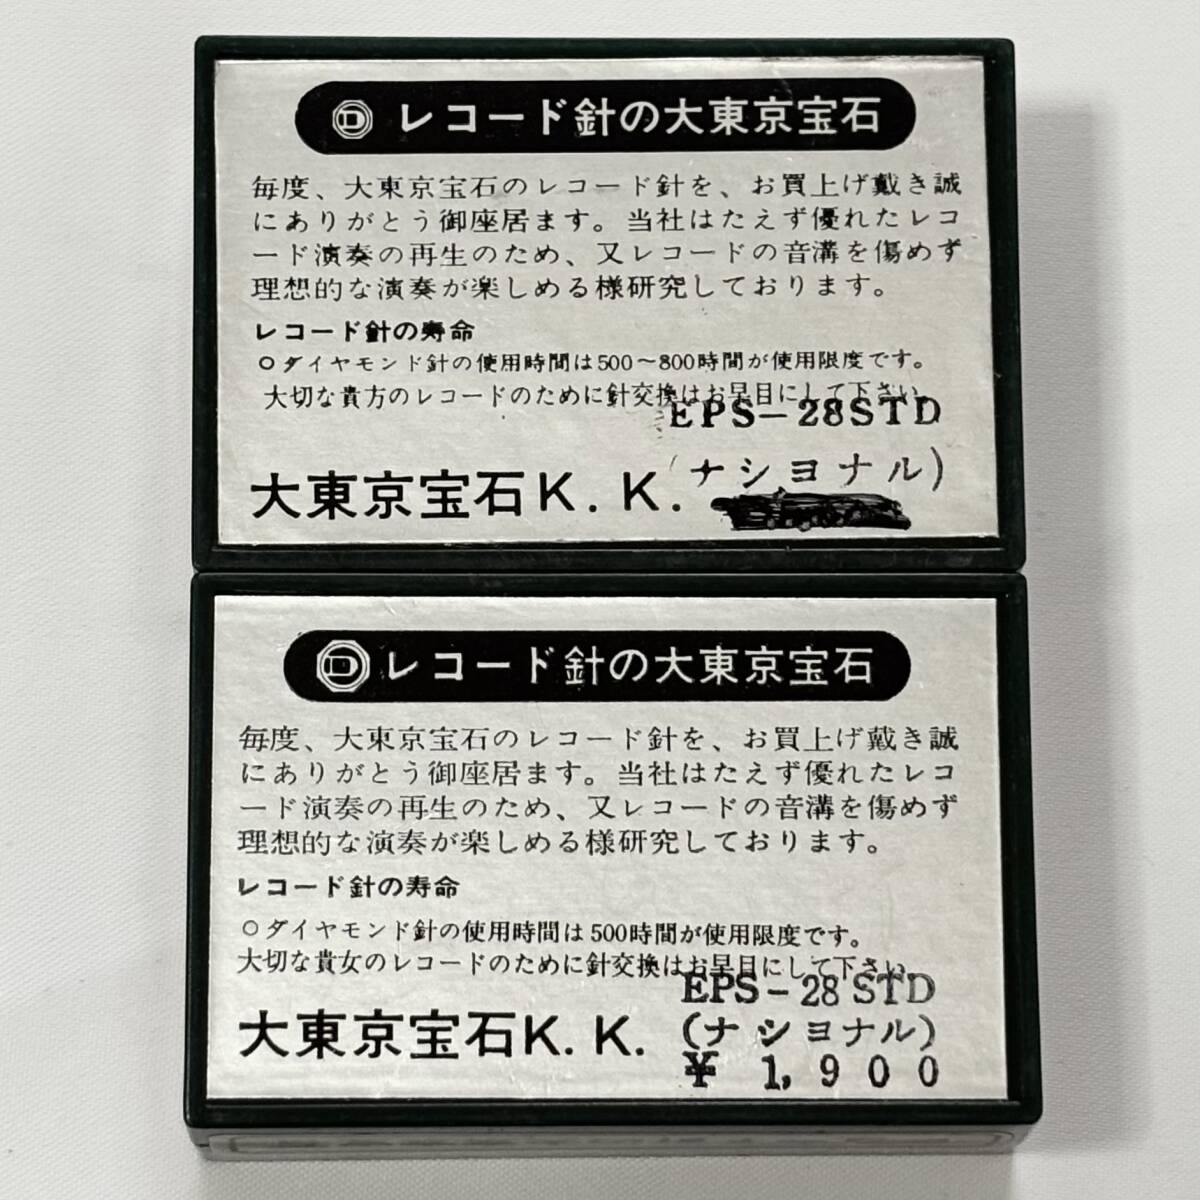 D レコード針の大東京宝石
毎度、大東京宝石のレコード針を、お買上げ戴き誠
にありがとう御座居ます。当社はたえず優れたレコ
ード演奏の再生のため、又レコードの音溝を傷めず
理想的な演奏が楽しめる様研究しております。
レコード針の寿命
○ダイヤモンド針の使用時間は500〜800時間が使用限度です。
大切な貴方のレコードのために針交換はお早目にして下さい。
EPS-28STD
(ナショナル)
大東京宝石K.K.
D レコード針の大東京宝石
毎度、大東京宝石のレコード針を、お買上げ戴き誠
にありがとう御座居ます。当社はたえず優れたレコ
ード演奏の再生のため、又レコードの音溝を傷めず
理想的な演奏が楽しめる様研究しております。
レコード針の寿命
○ダイヤモンド針の使用時間は500時間が使用限度です。
大切な貴女のレコードのために針交換はお早目にして下さい。
EPS-28STD
(ナショナル)
大東京宝石K.K.
¥ 1,900